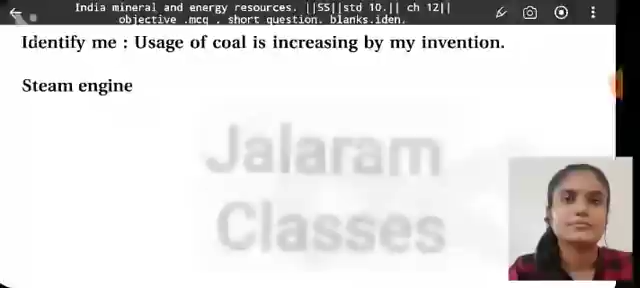 India mineral and energy resources. ||SS||std 10.|| ch 12||
objective .mcq , short question. blanks.iden.
Identify me : Usage of coal is increasing by my invention.
Steam engine
Jalaram
Classes